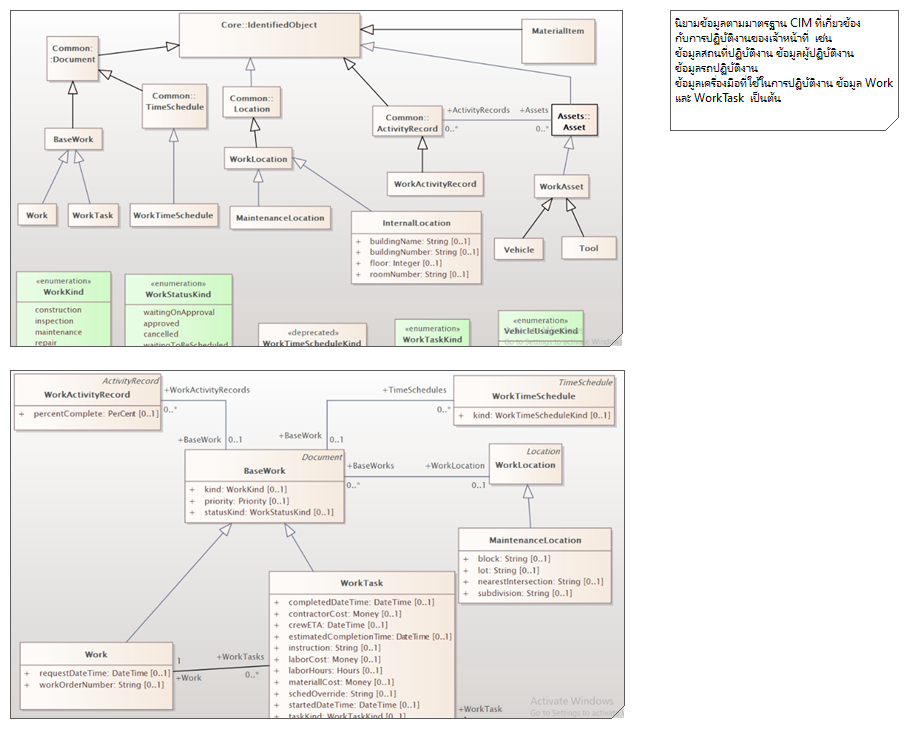 Core::IdentifiedObject
MaterialItem
Common:
:Document
Common::
TimeSchedule
Common::
Location
+ActivityRecords
+Assets
Common::
ActivityRecord
0..*
0..*
Assets::
Asset
BaseWork
WorkLocation
WorkActivityRecord
WorkAsset
Work
WorkTask
WorkTimeSchedule
MaintenanceLocation
InternalLocation
+ buildingName: String [0..1]
+ buildingNumber: String [0..1]
+ floor: Integer [0..1]
+ roomNumber: String [0..1]
Vehicle
Tool
«enumeration»
WorkKind
construction
inspection
maintenance
repair
«enumeration»
WorkStatusKind
waitingOnApproval
approved
cancelled
waitingToBeScheduled
«deprecated»
WorkTimeScheduleKind
«enumeration»
WorkTaskKind
«enumeration»
VehicleUsageKind
นิยามข้อมูลตามมาตรฐาน CIM ที่เกี่ยวข้อง
กับการปฏิบัติงานของเจ้าหน้าที่ เช่น
ข้อมูลสถานที่ปฏิบัติงาน ข้อมูลผู้ปฏิบัติงาน
ข้อมูลรถปฏิบัติงาน
ข้อมูลเครื่องมือที่ใช้ในการปฏิบัติงาน ข้อมูล Work
และ WorkTask เป็นต้น
ActivityRecord
WorkActivityRecord
+ percentComplete: PerCent [0..1]
+WorkActivityRecords
0..*
+TimeSchedules
0..*
TimeSchedule
WorkTimeSchedule
+ kind: WorkTimeScheduleKind [0..1]
+BaseWork
0..1
+BaseWork
0..1
Document
BaseWork
+ kind: WorkKind [0..1]
+ priority: Priority [0..1]
+ statusKind: WorkStatusKind [0..1]
+BaseWorks
0..*
+WorkLocation
0..1
Location
WorkLocation
MaintenanceLocation
+ block: String [0..1]
+ lot: String [0..1]
+ nearestIntersection: String [0..1]
+ subdivision: String [0..1]
WorkTask
+ completedDateTime: DateTime [0..1]
+ contractorCost: Money [0..1]
+ crewETA: DateTime [0..1]
+ estimatedCompletionTime: DateTime [0..1]
+ instruction: String [0..1]
+ laborCost: Money [0..1]
+ laborHours: Hours [0..1]
+ materialCost: Money [0..1]
+ schedOverride: String [0..1]
+ startedDateTime: DateTime [0..1]
+ taskKind: WorkTaskKind [0..1]
Work
+ requestDateTime: DateTime [0..1]
+ workOrderNumber: String [0..1]
1
+Work
+WorkTasks
0..*
+WorkTask
Activate Windows
Go to Settings to activate